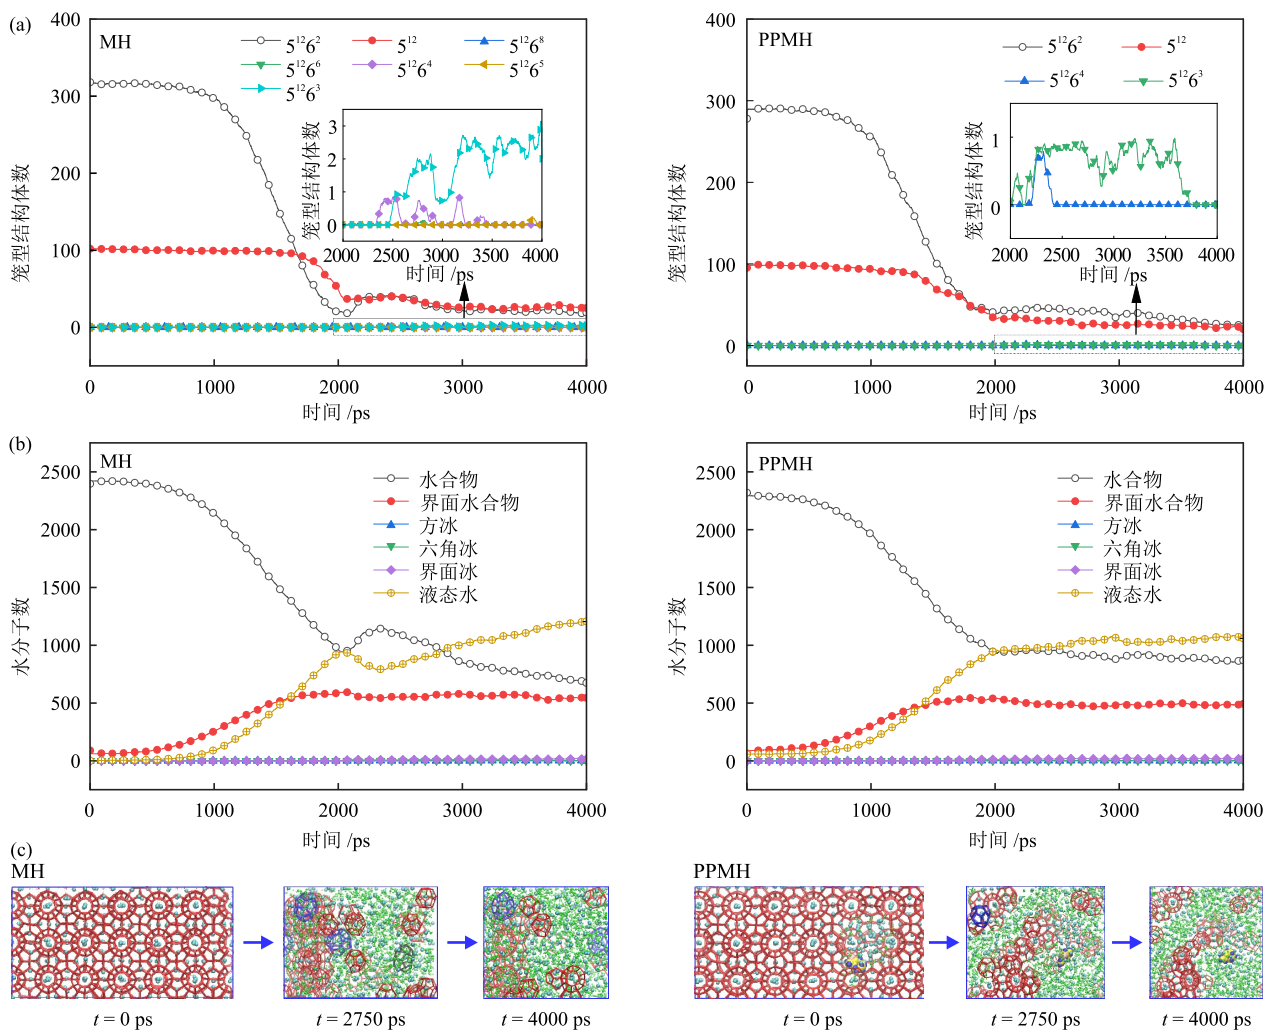 (a)
MH
5¹²6² 5¹² 5¹²6⁸
5¹²6⁶ 5¹²6⁴ 5¹²6⁵
5¹²6³
400
300
200
100
0
笼型结构体数
0 1000 2000 3000 4000
时间 /ps
3
2
1
0
笼型结构体数
2000 2500 3000 3500 4000
时间 /ps
PPMH
5¹²6² 5¹²
5¹²6⁴ 5¹²6³
400
300
200
100
0
笼型结构体数
0 1000 2000 3000 4000
时间 /ps
1
0
笼型结构体数
2000 2500 3000 3500 4000
时间 /ps
(b)
MH
水合物
界面水合物
方冰
六角冰
界面冰
液态水
2500
2000
1500
1000
500
0
水分子数
0 1000 2000 3000 4000
时间 /ps
PPMH
水合物
界面水合物
方冰
六角冰
界面冰
液态水
2500
2000
1500
1000
500
0
水分子数
0 1000 2000 3000 4000
时间 /ps
(c)
MH
t = 0 ps t = 2750 ps t = 4000 ps
PPMH
t = 0 ps t = 2750 ps t = 4000 ps